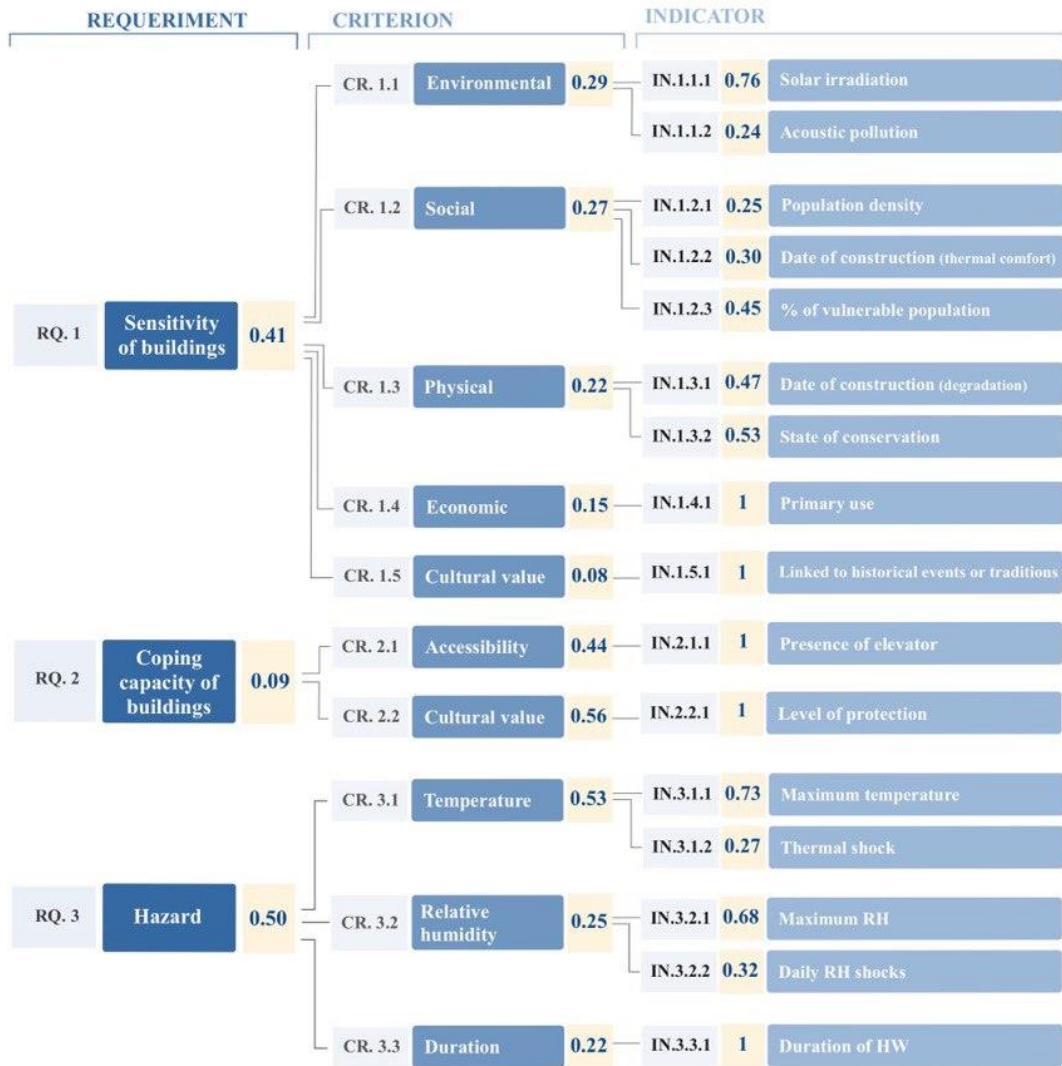 REQUERIMENT CRITERION INDICATOR
CR. 1.1 Environmental 0.29 IN.1.1.1 0.76 Solar irradiation
IN.1.1.2 0.24 Acoustic pollution
CR. 1.2 Social 0.27 IN.1.2.1 0.25 Population density
IN.1.2.2 0.30 Date of construction (thermal comfort)
IN.1.2.3 0.45 % of vulnerable population
RQ. 1 Sensitivity
of buildings 0.41
CR. 1.3 Physical 0.22 IN.1.3.1 0.47 Date of construction (degradation)
IN.1.3.2 0.53 State of conservation
CR. 1.4 Economic 0.15 IN.1.4.1 1 Primary use
CR. 1.5 Cultural value 0.08 IN.1.5.1 1 Linked to historical events or traditions
RQ. 2 Coping
capacity of
buildings 0.09
CR. 2.1 Accessibility 0.44 IN.2.1.1 1 Presence of elevator
CR. 2.2 Cultural value 0.56 IN.2.2.1 1 Level of protection
CR. 3.1 Temperature 0.53 IN.3.1.1 0.73 Maximum temperature
IN.3.1.2 0.27 Thermal shock
RQ. 3 Hazard 0.50
CR. 3.2 Relative
humidity 0.25 IN.3.2.1 0.68 Maximum RH
IN.3.2.2 0.32 Daily RH shocks
CR. 3.3 Duration 0.22 IN.3.3.1 1 Duration of HW